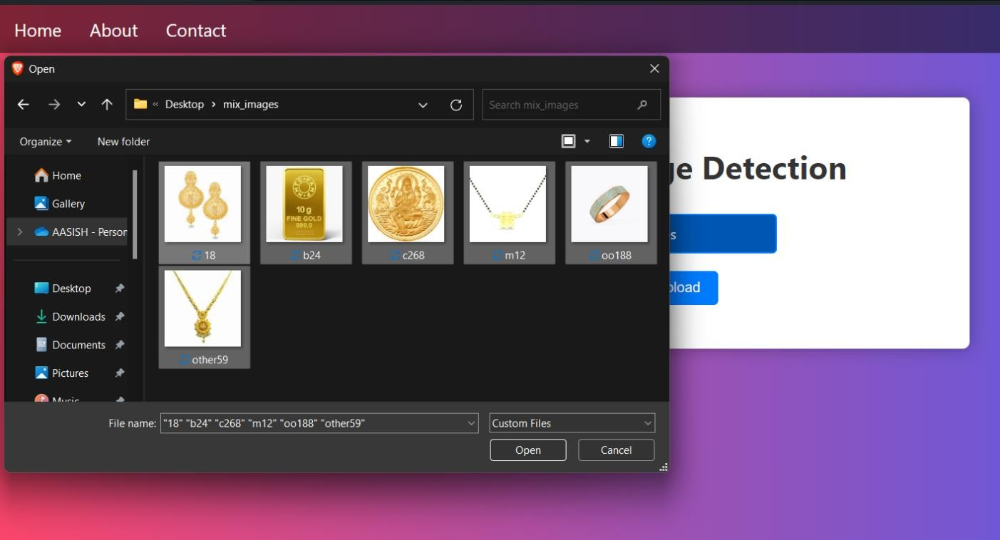 Home About Contact
Open
« Desktop › mix_images
Search mix_images
Organize New folder
Home
Gallery
AASISH - Person
Desktop
Downloads
Documents
Pictures
Music
10 g
FINE GOLD
999.9
18 b24 c268 m12 oo188
other59
File name: "18" "b24" "c268" "m12" "oo188" "other59"
Custom Files
Open Cancel
ge Detection
s
pload